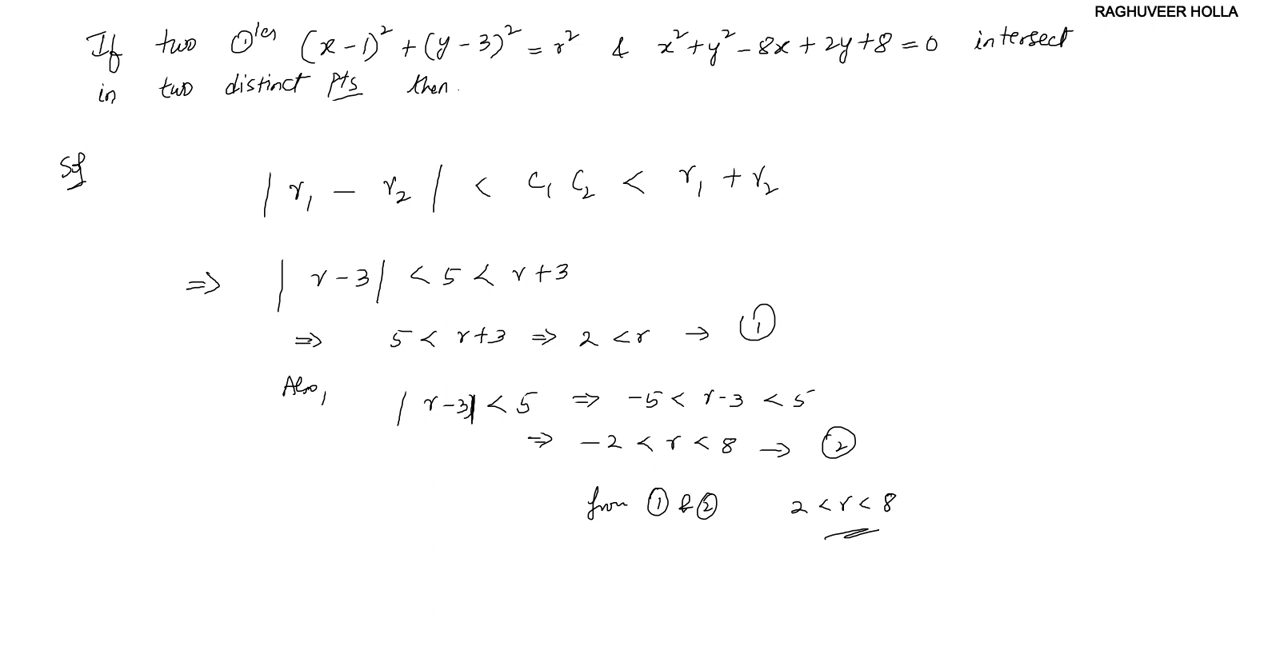 RAGHUVEER HOLLA
If two Oles (x-1)² + (y-3)² = r² & x²+y²-8x+2y+8=0 intersect
in two distinct pts then.
Sol
|r₁ - r₂| < C₁C₂ < r₁ + r₂
⇒ |r-3| < 5 < r+3
⇒ 5 < r+3 ⇒ 2 < r → ①
Also, |r-3| < 5 ⇒ -5 < r-3 < 5
⇒ -2 < r < 8 → ②
from ① & ② 2 < r < 8